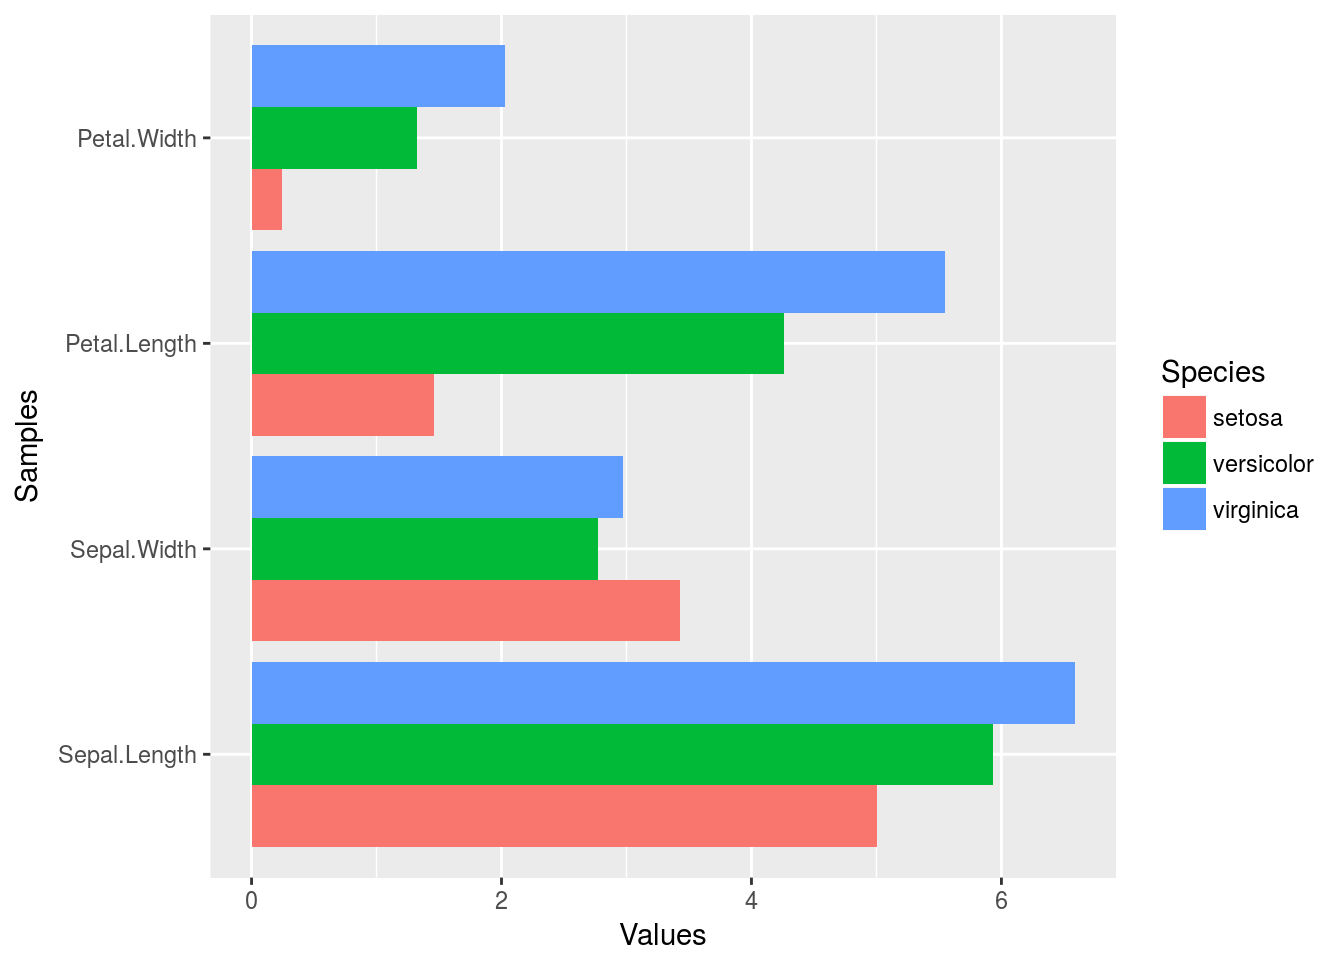 Petal.Width
Petal.Length
Sepal.Width
Sepal.Length
Samples
0 2 4 6
Values
Species
setosa
versicolor
virginica